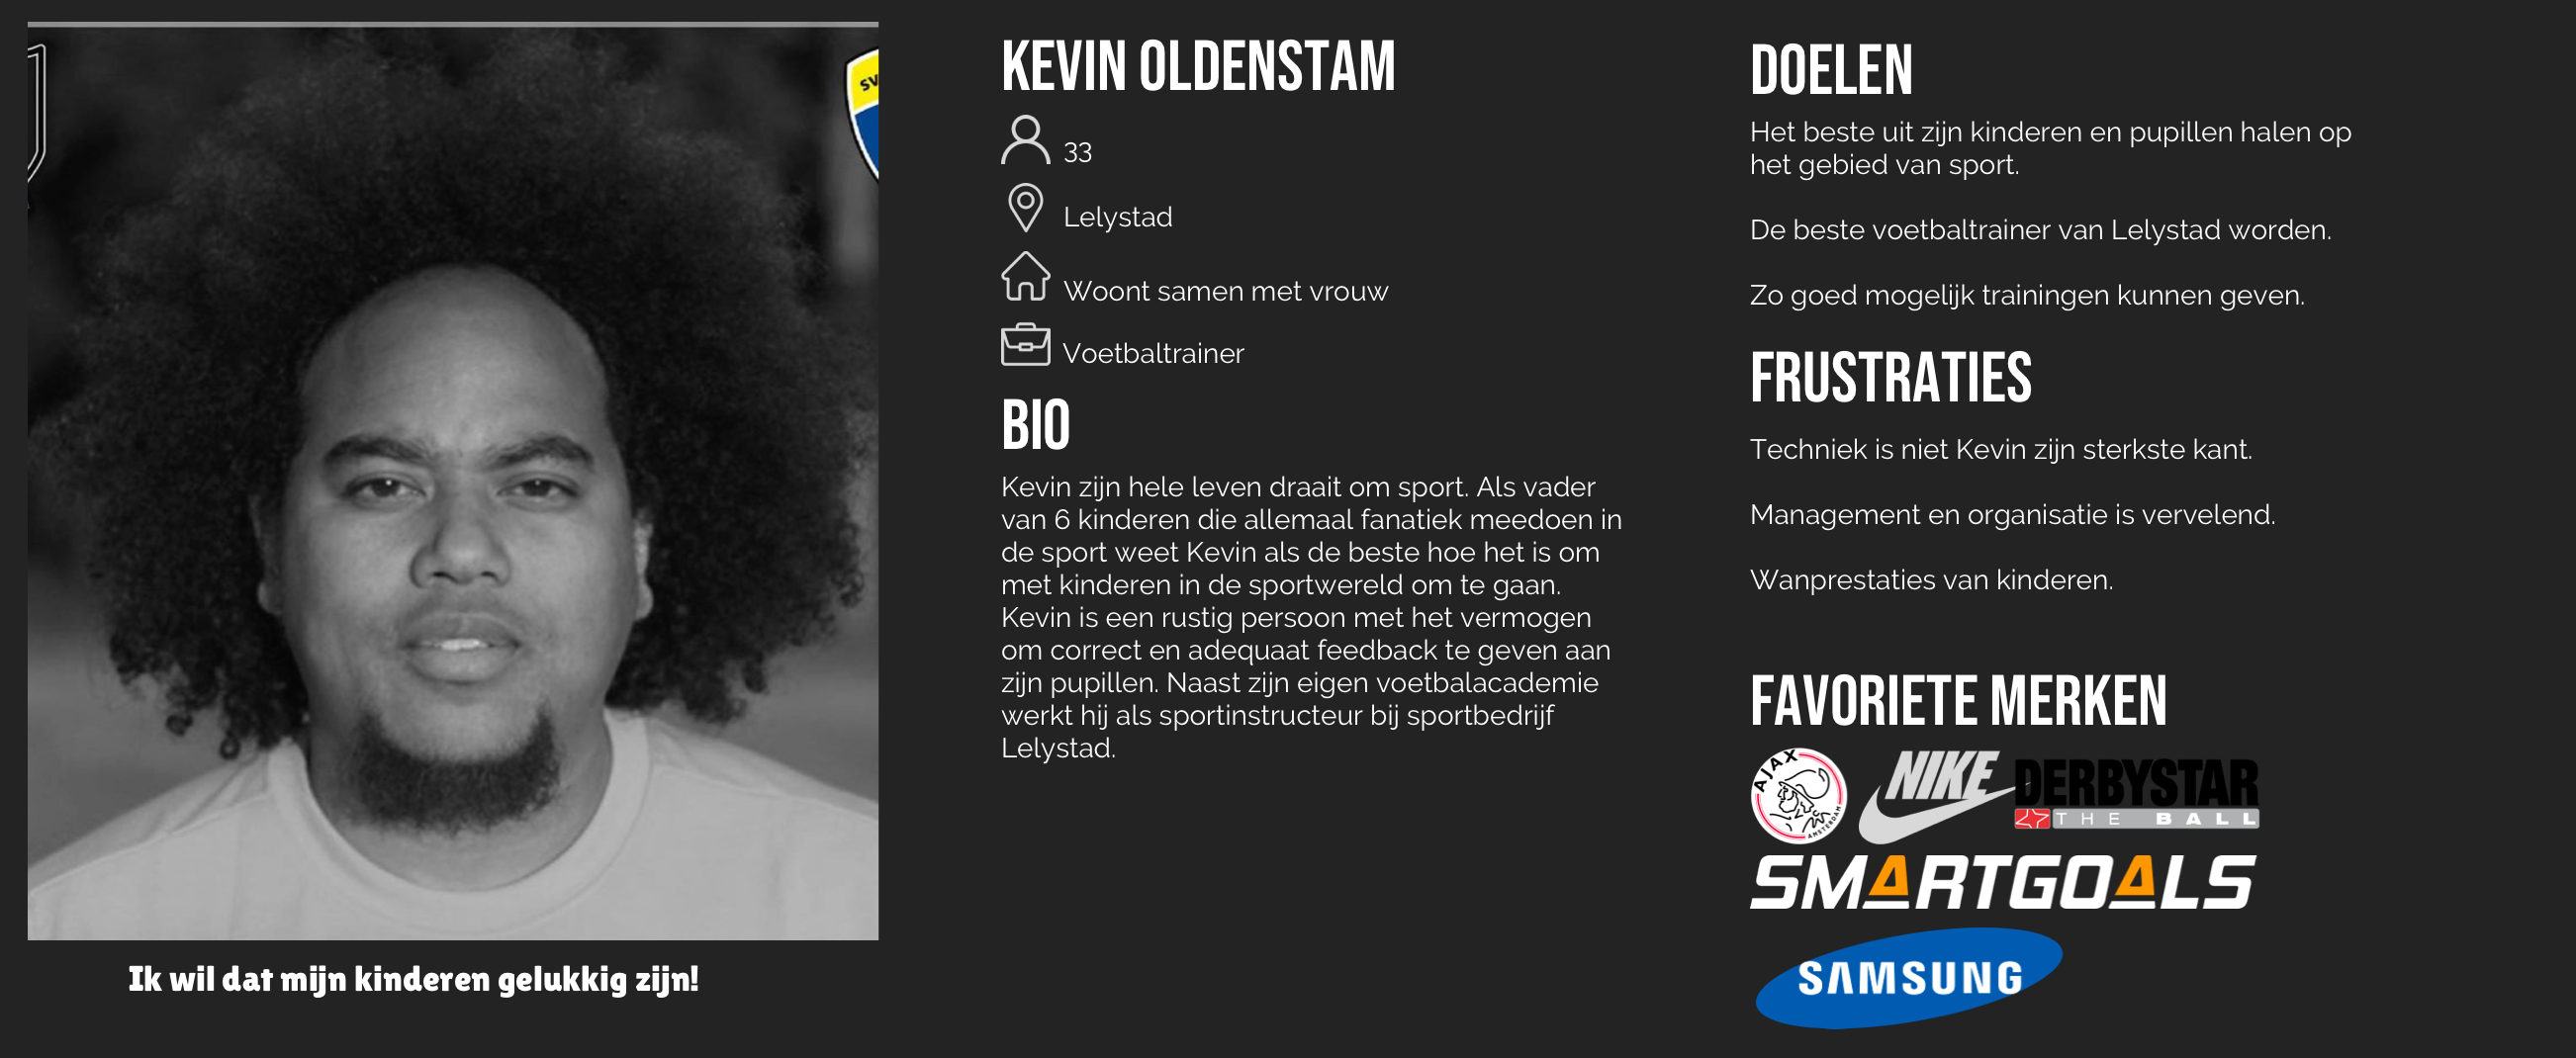 SV
Ik wil dat mijn kinderen gelukkig zijn!
KEVIN OLDENSTAM
33
Lelystad
Woont samen met vrouw
Voetbaltrainer
BIO
Kevin zijn hele leven draait om sport. Als vader
van 6 kinderen die allemaal fanatiek meedoen in
de sport weet Kevin als de beste hoe het is om
met kinderen in de sportwereld om te gaan.
Kevin is een rustig persoon met het vermogen
om correct en adequaat feedback te geven aan
zijn pupillen. Naast zijn eigen voetbalacademie
werkt hij als sportinstructeur bij sportbedrijf
Lelystad.
DOELEN
Het beste uit zijn kinderen en pupillen halen op
het gebied van sport.
De beste voetbaltrainer van Lelystad worden.
Zo goed mogelijk trainingen kunnen geven.
FRUSTRATIES
Techniek is niet Kevin zijn sterkste kant.
Management en organisatie is vervelend.
Wanprestaties van kinderen.
FAVORIETE MERKEN
AJAX
AMSTERDAM
NIKE
DERBYSTAR
THE BALL
SMARTGOALS
SAMSUNG